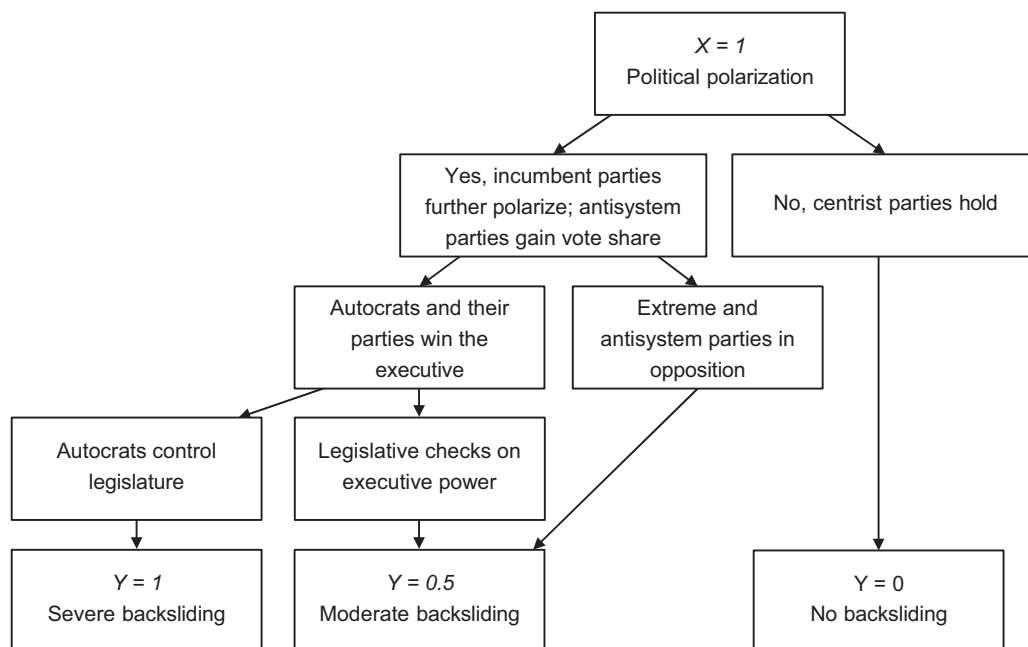 X = 1
Political polarization
Yes, incumbent parties
further polarize; antisystem
parties gain vote share
No, centrist parties hold
Autocrats and their
parties win the
executive
Extreme and
antisystem parties in
opposition
Autocrats control
legislature
Legislative checks on
executive power
Y = 1
Severe backsliding
Y = 0.5
Moderate backsliding
Y = 0
No backsliding